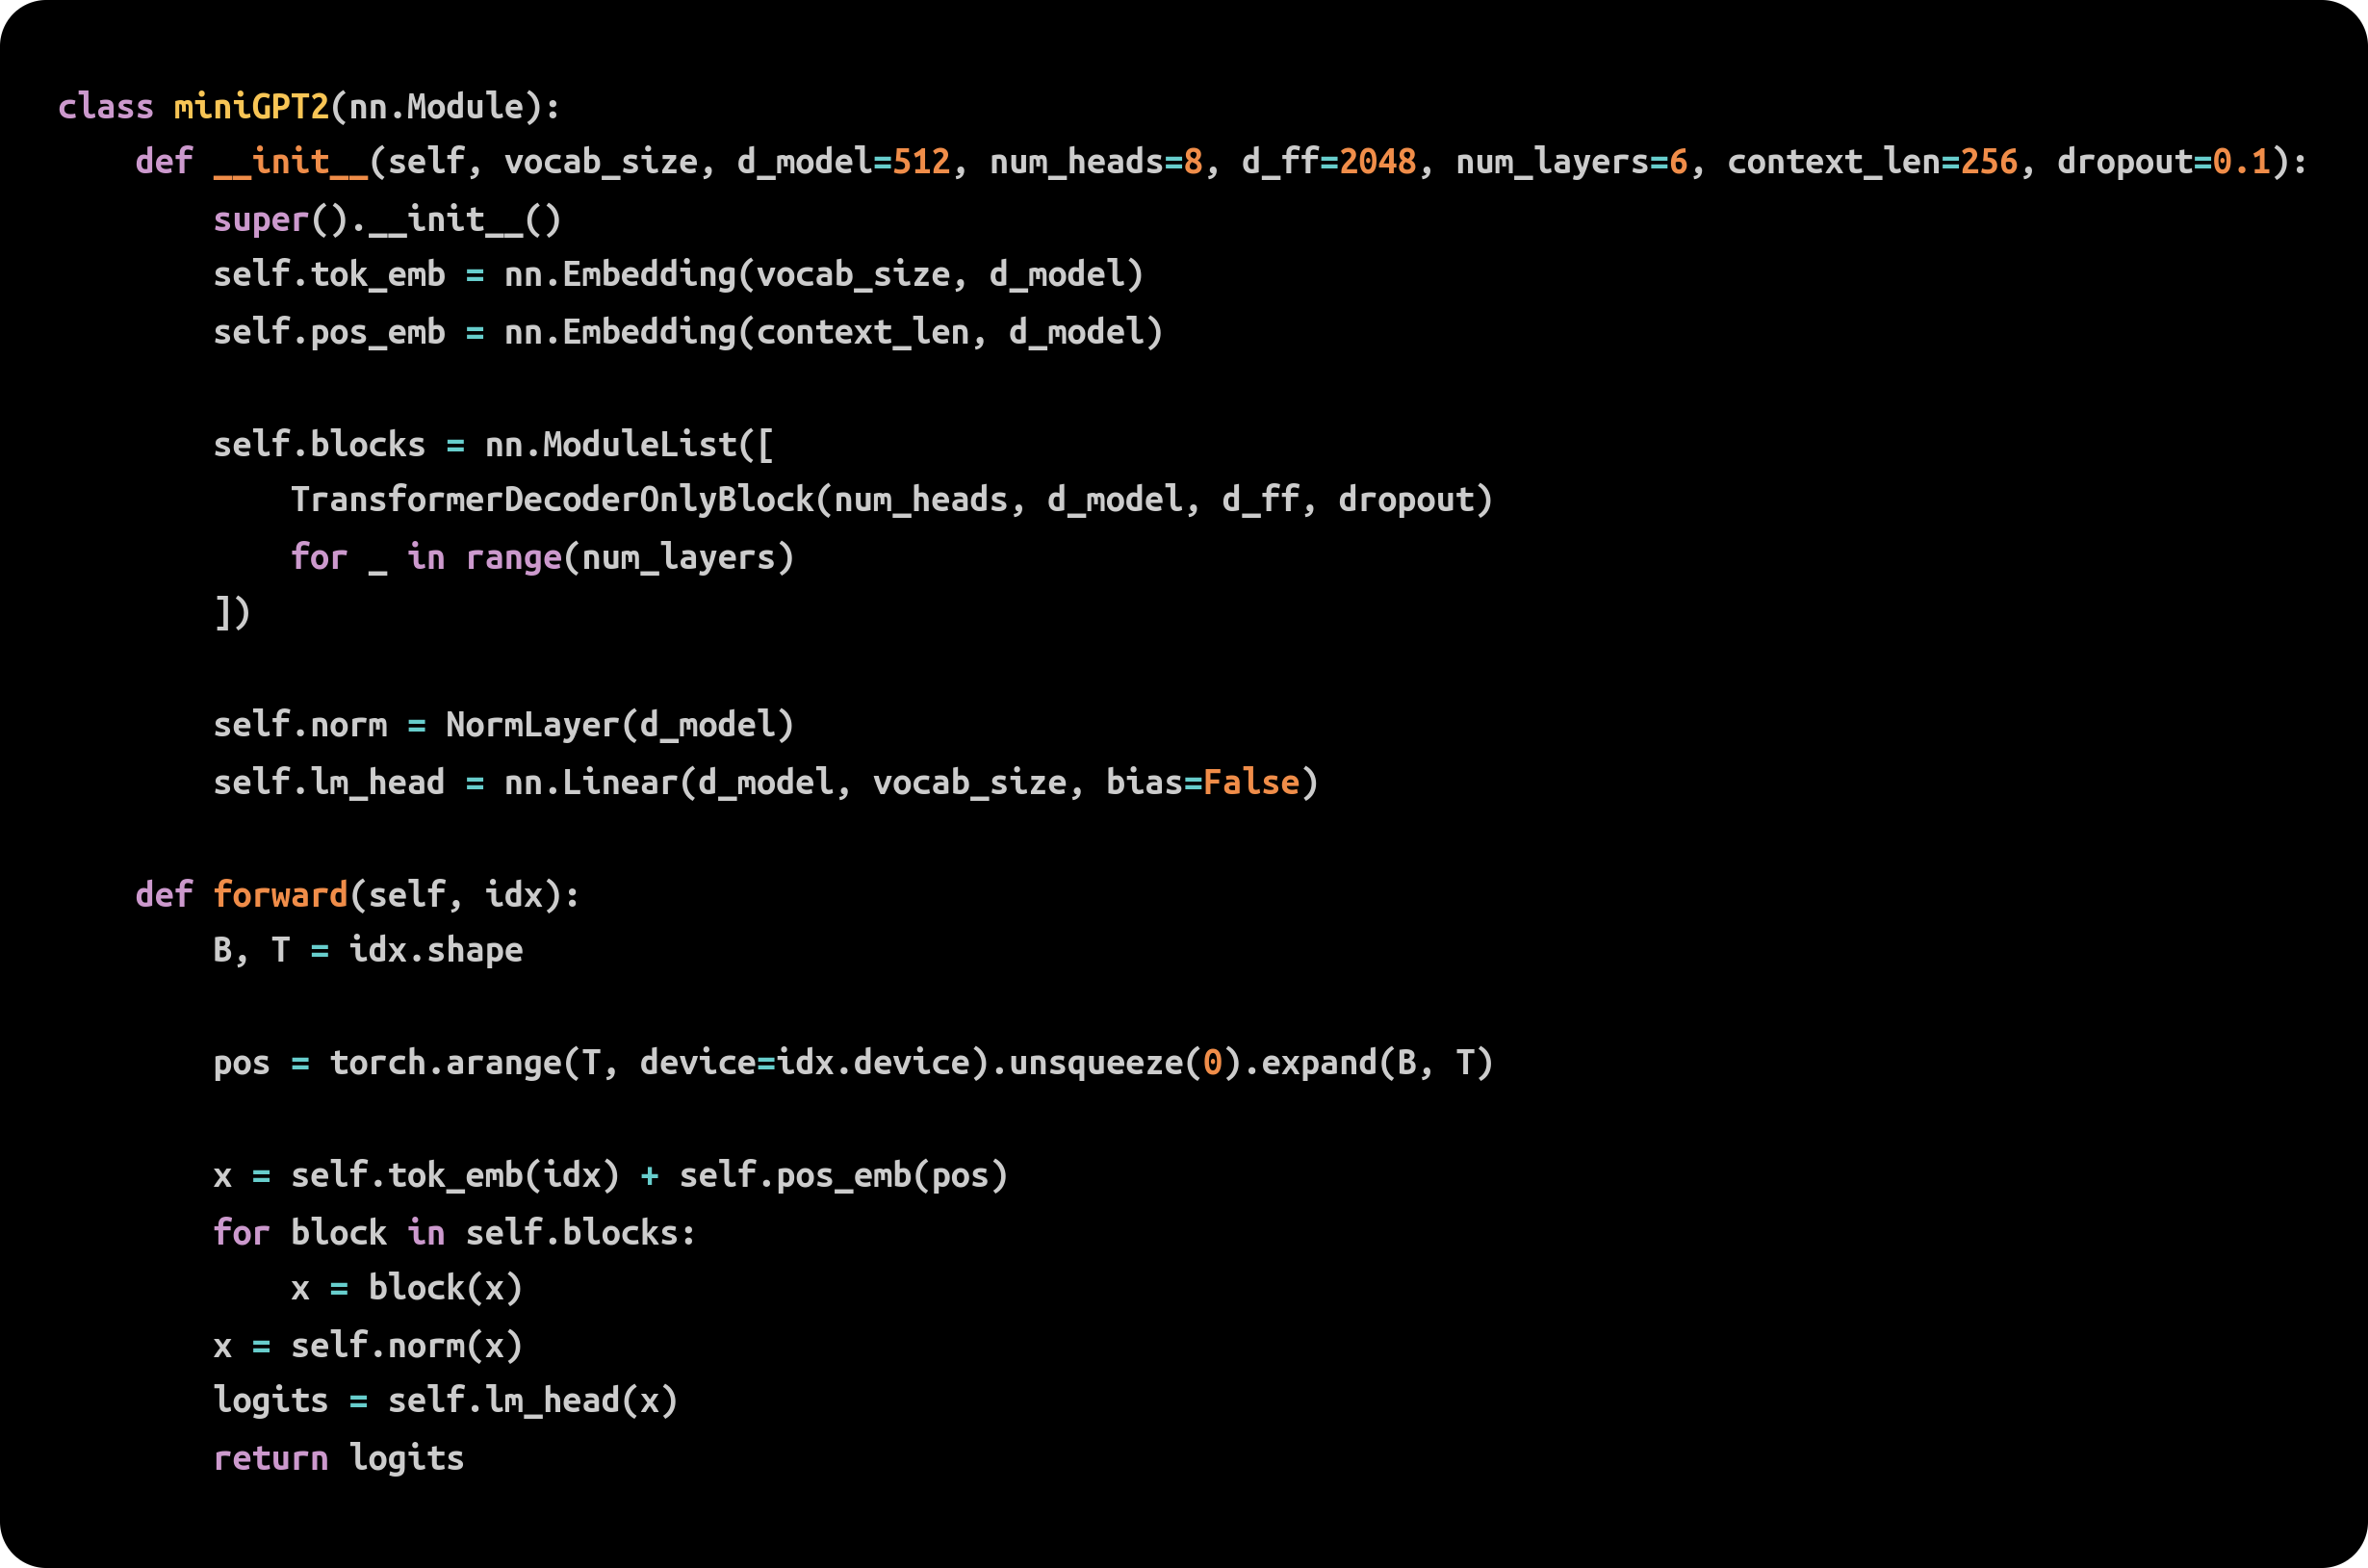 class miniGPT2(nn.Module):
    def __init__(self, vocab_size, d_model=512, num_heads=8, d_ff=2048, num_layers=6, context_len=256, dropout=0.1):
        super().__init__()
        self.tok_emb = nn.Embedding(vocab_size, d_model)
        self.pos_emb = nn.Embedding(context_len, d_model)

        self.blocks = nn.ModuleList([
            TransformerDecoderOnlyBlock(num_heads, d_model, d_ff, dropout)
            for _ in range(num_layers)
        ])

        self.norm = NormLayer(d_model)
        self.lm_head = nn.Linear(d_model, vocab_size, bias=False)

    def forward(self, idx):
        B, T = idx.shape

        pos = torch.arange(T, device=idx.device).unsqueeze(0).expand(B, T)

        x = self.tok_emb(idx) + self.pos_emb(pos)
        for block in self.blocks:
            x = block(x)
        x = self.norm(x)
        logits = self.lm_head(x)
        return logits